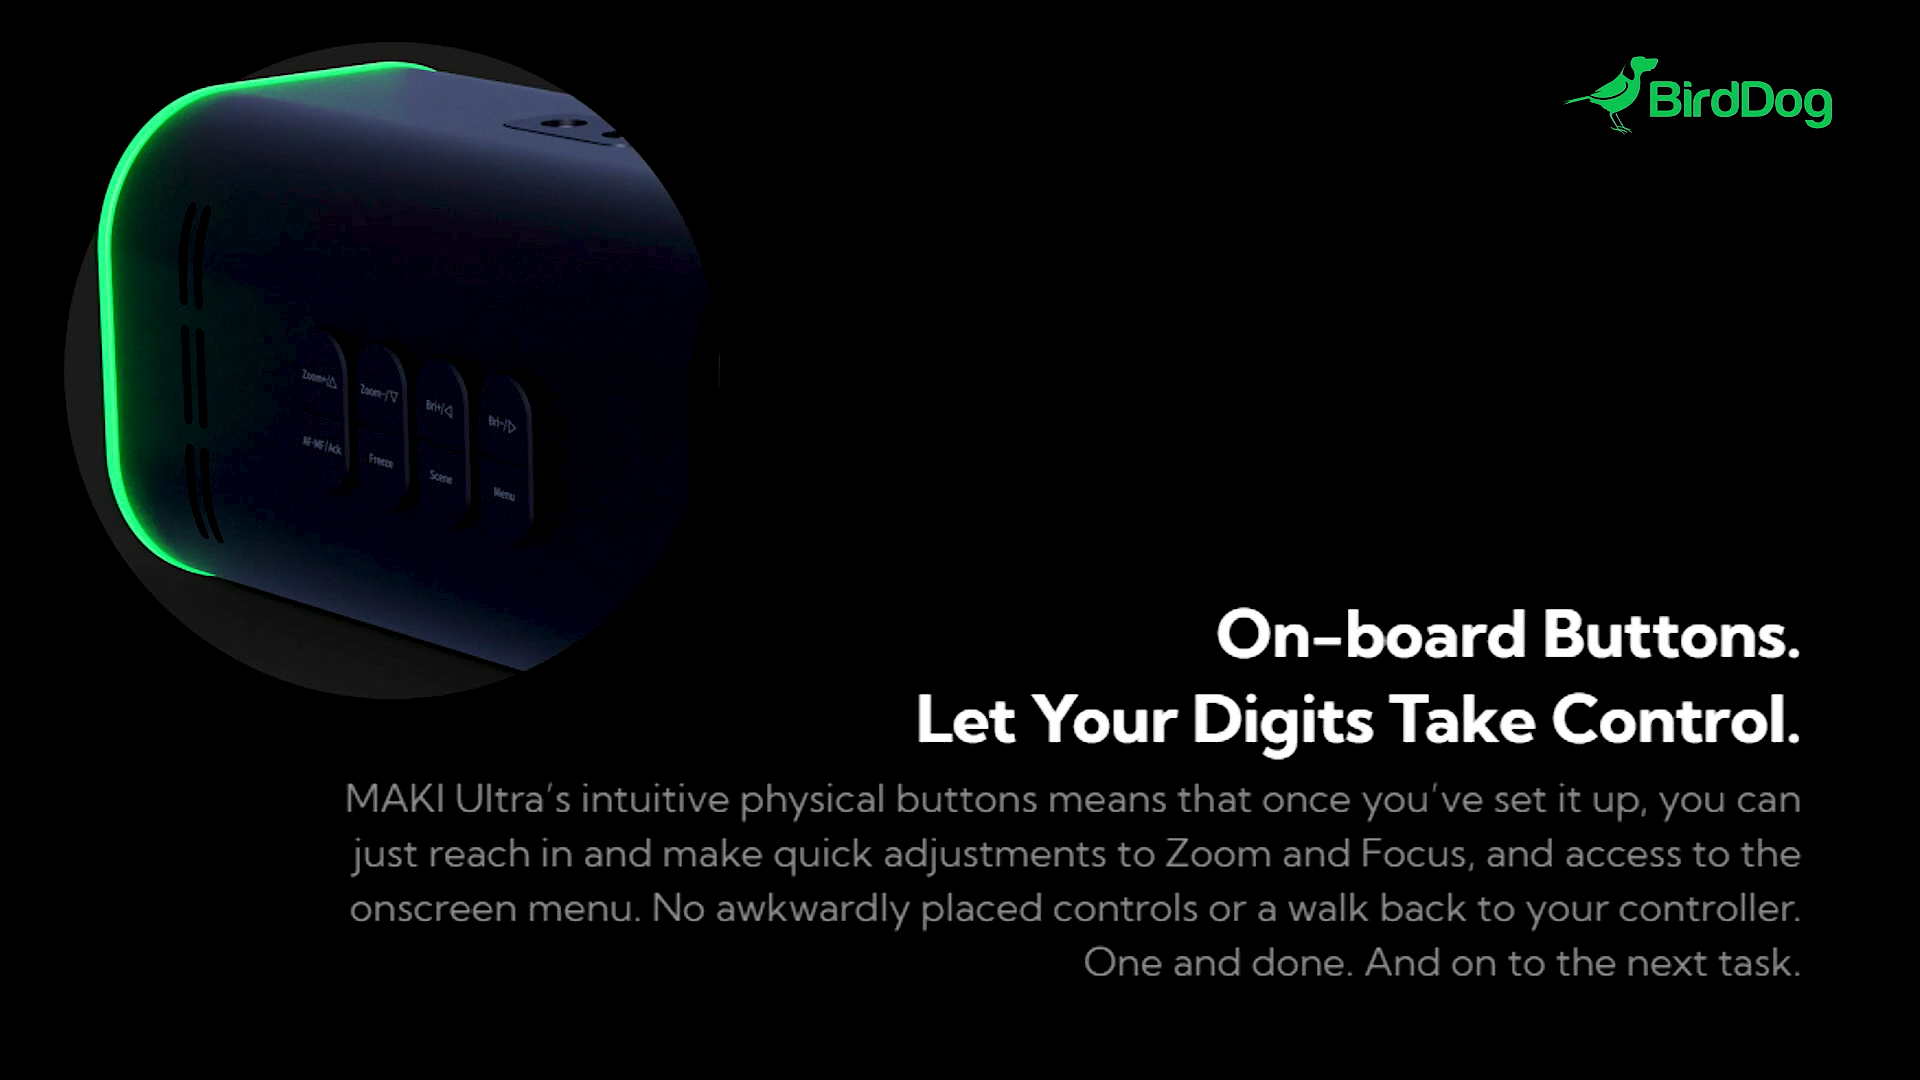 BirdDog
Zoom+/△
Zoom-/▽
Bri+/◁
Bri-/▷
AF-MF/Ack
Freeze
Scene
Menu
On-board Buttons.
Let Your Digits Take Control.
MAKI Ultra's intuitive physical buttons means that once you've set it up, you can
just reach in and make quick adjustments to Zoom and Focus, and access to the
onscreen menu. No awkwardly placed controls or a walk back to your controller.
One and done. And on to the next task.